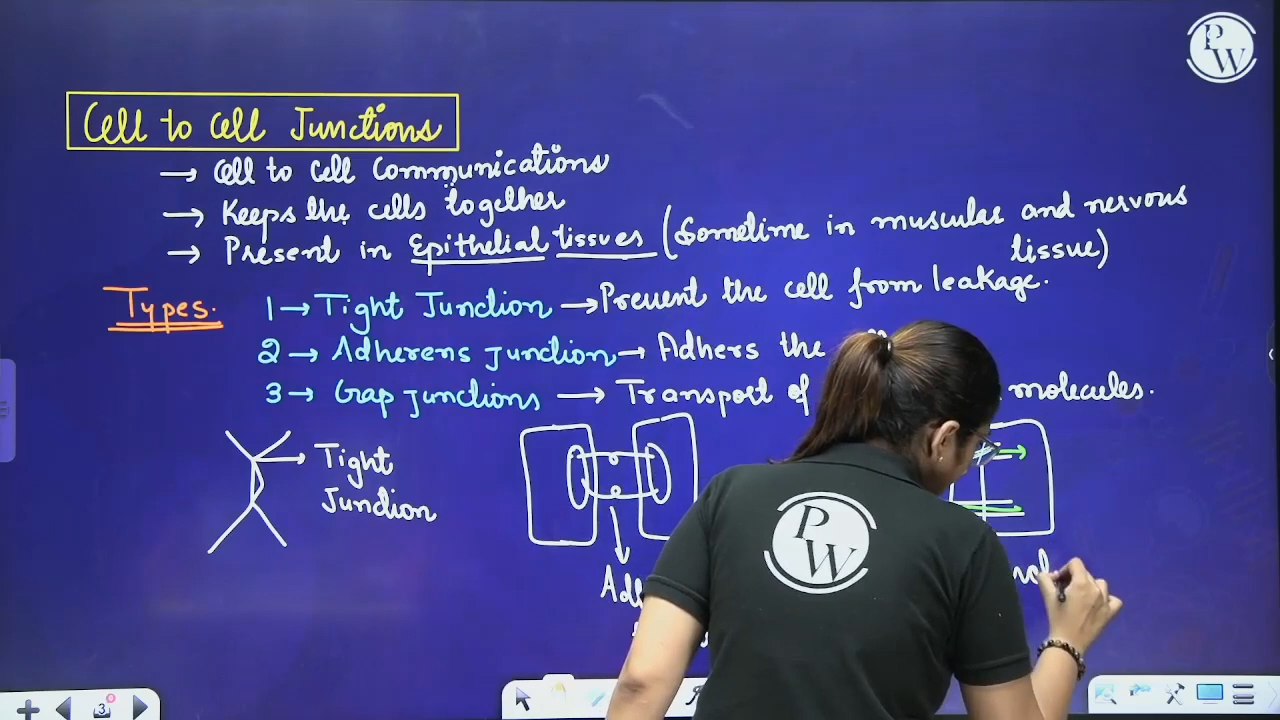 PW
Cell to Cell Junctions
→ Cell to Cell Communications
→ Keeps the cells together
→ Present in Epithelial tissues (Sometime in muscular and nervous
tissue)
Types.
1 → Tight Junction → Prevent the cell from leakage.
2 → Adherens junction → Adhers the
3 → Gap junctions → Transport of molecules.
Tight
Junction
PW